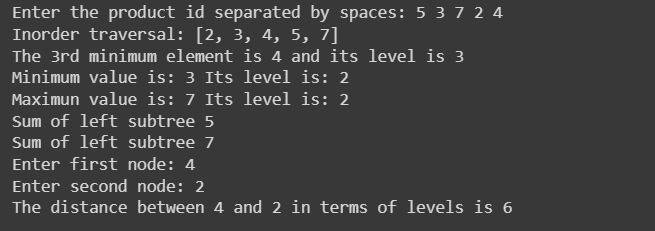 Enter the product id separated by spaces: 5 3 7 2 4
Inorder traversal: [2, 3, 4, 5, 7]
The 3rd minimum element is 4 and its level is 3
Minimum value is: 3 Its level is: 2
Maximun value is: 7 Its level is: 2
Sum of left subtree 5
Sum of left subtree 7
Enter first node: 4
Enter second node: 2
The distance between 4 and 2 in terms of levels is 6